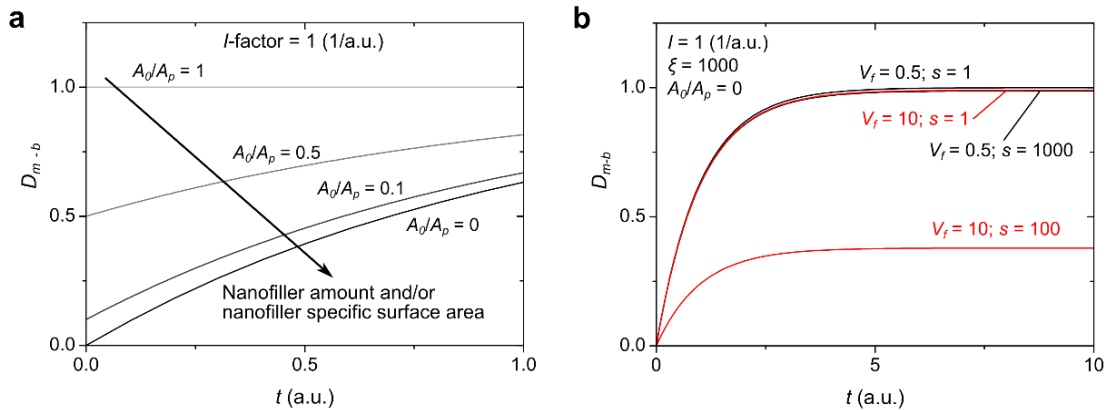 a
I-factor = 1 (1/a.u.)
A0/Ap = 1
1.0
A0/Ap = 0.5
A0/Ap = 0.1
A0/Ap = 0
0.5
Nanofiller amount and/or
nanofiller specific surface area
0.0
0.0
0.5
1.0
Dm - b
t (a.u.)
b
I = 1 (1/a.u.)
ξ = 1000
A0/Ap = 0
Vf = 0.5; s = 1
1.0
Vf = 10; s = 1
Vf = 0.5; s = 1000
0.5
Vf = 10; s = 100
0.0
0
5
10
Dm-b
t (a.u.)